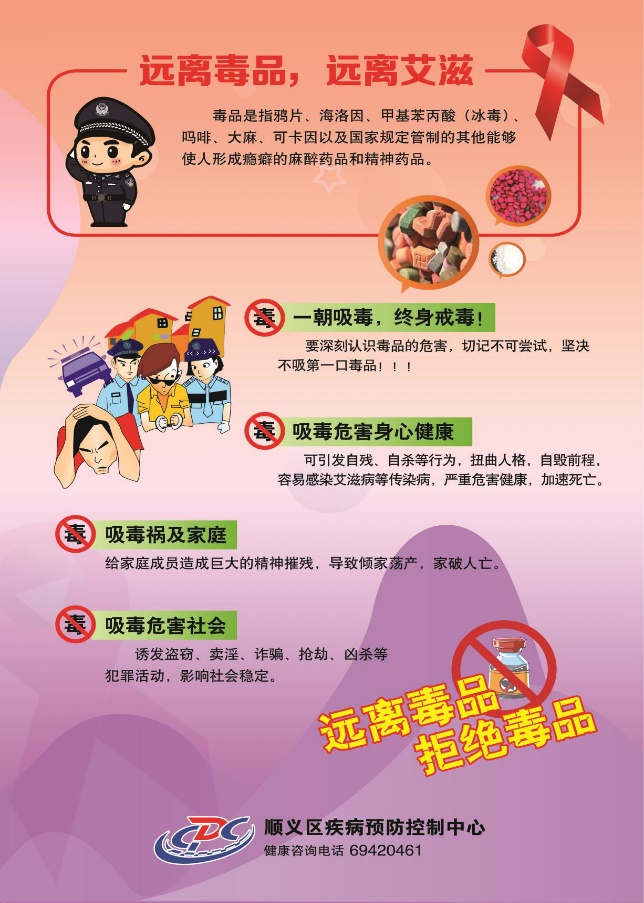 远离毒品，远离艾滋
毒品是指鸦片、海洛因、甲基苯丙酸（冰毒）、
吗啡、大麻、可卡因以及国家规定管制的其他能够
使人形成瘾癖的麻醉药品和精神药品。
毒 一朝吸毒，终身戒毒！
要深刻认识毒品的危害，切记不可尝试，坚决
不吸第一口毒品！！！
毒 吸毒危害身心健康
可引发自残、自杀等行为，扭曲人格，自毁前程，
容易感染艾滋病等传染病，严重危害健康，加速死亡。
毒 吸毒祸及家庭
给家庭成员造成巨大的精神摧残，导致倾家荡产，家破人亡。
毒 吸毒危害社会
诱发盗窃、卖淫、诈骗、抢劫、凶杀等
犯罪活动，影响社会稳定。
远离毒品
拒绝毒品
CDC 顺义区疾病预防控制中心
健康咨询电话 69420461